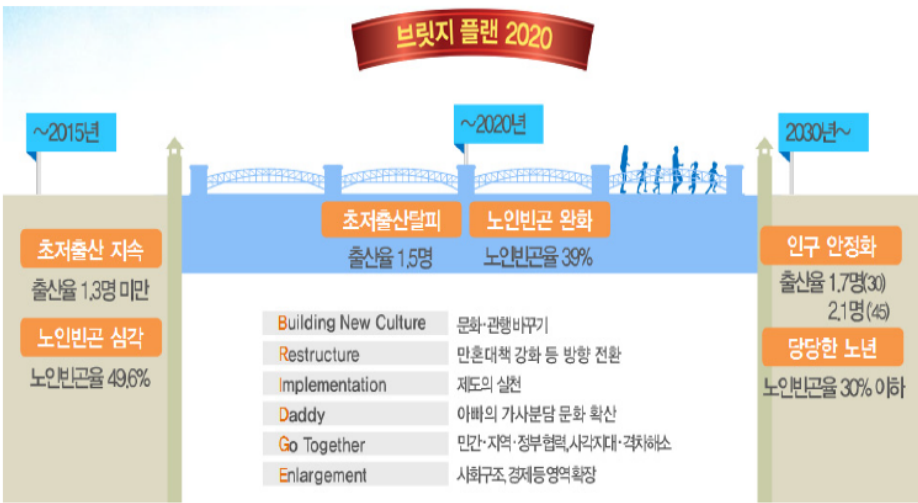 브릿지 플랜 2020
~2015년
~2020년
2030년~
초저출산 지속
출산율 1.3명 미만
노인빈곤 심각
노인빈곤율 49.6%
초저출산탈피
출산율 1.5명
노인빈곤 완화
노인빈곤율 39%
인구 안정화
출산율 1.7명('30)
2.1명('45)
당당한 노년
노인빈곤율 30% 이하
Building New Culture 문화·관행 바꾸기
Restructure 만혼대책 강화 등 방향 전환
Implementation 제도의 실천
Daddy 아빠의 가사분담 문화 확산
Go Together 민간·지역·정부 협력, 사각지대·격차해소
Enlargement 사회구조, 경제 등 영역 확장